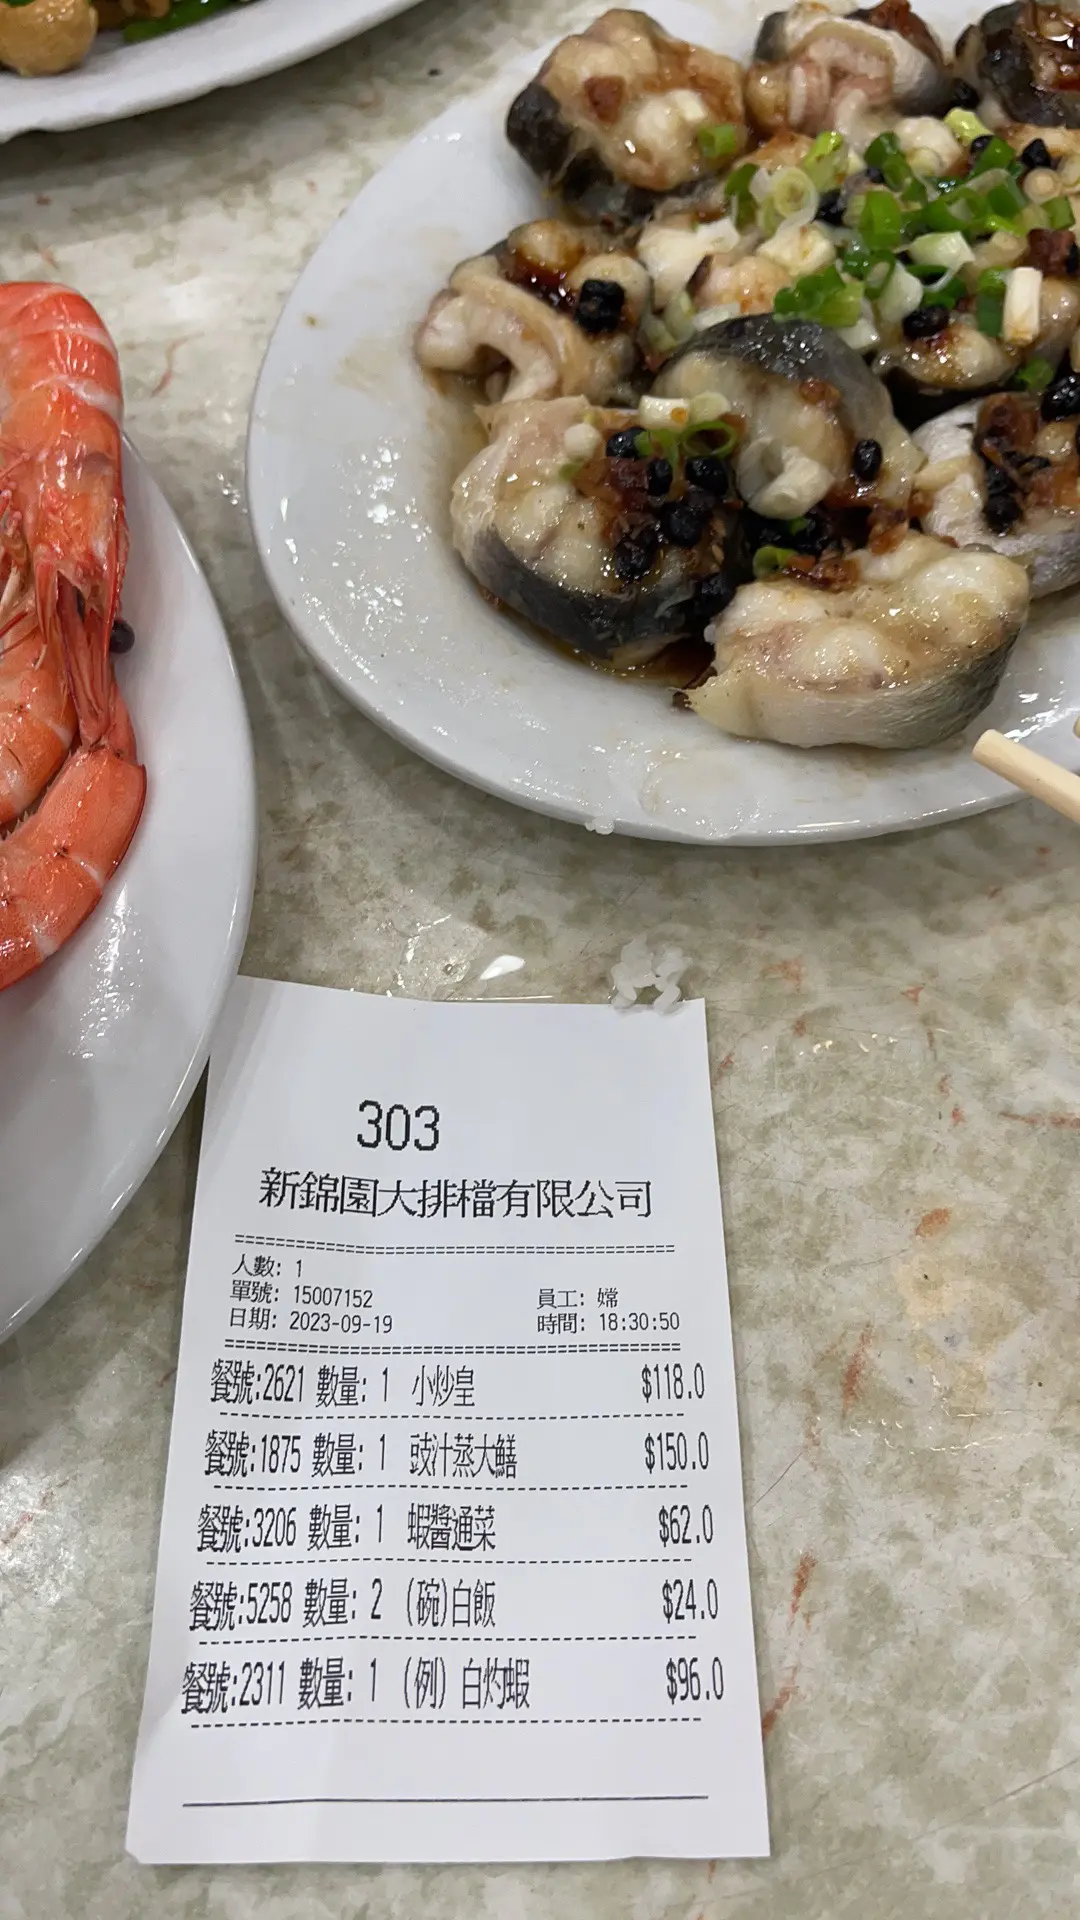 303
新錦園大排檔有限公司
人數: 1
單號: 15007152 員工: 嫦
日期: 2023-09-19 時間: 18:30:50
餐號:2621 數量: 1 小炒皇 $118.0
餐號:1875 數量: 1 豉汁蒸大鱔 $150.0
餐號:3206 數量: 1 蝦醬通菜 $62.0
餐號:5258 數量: 2 (碗)白飯 $24.0
餐號:2311 數量: 1 (例) 白灼蝦 $96.0